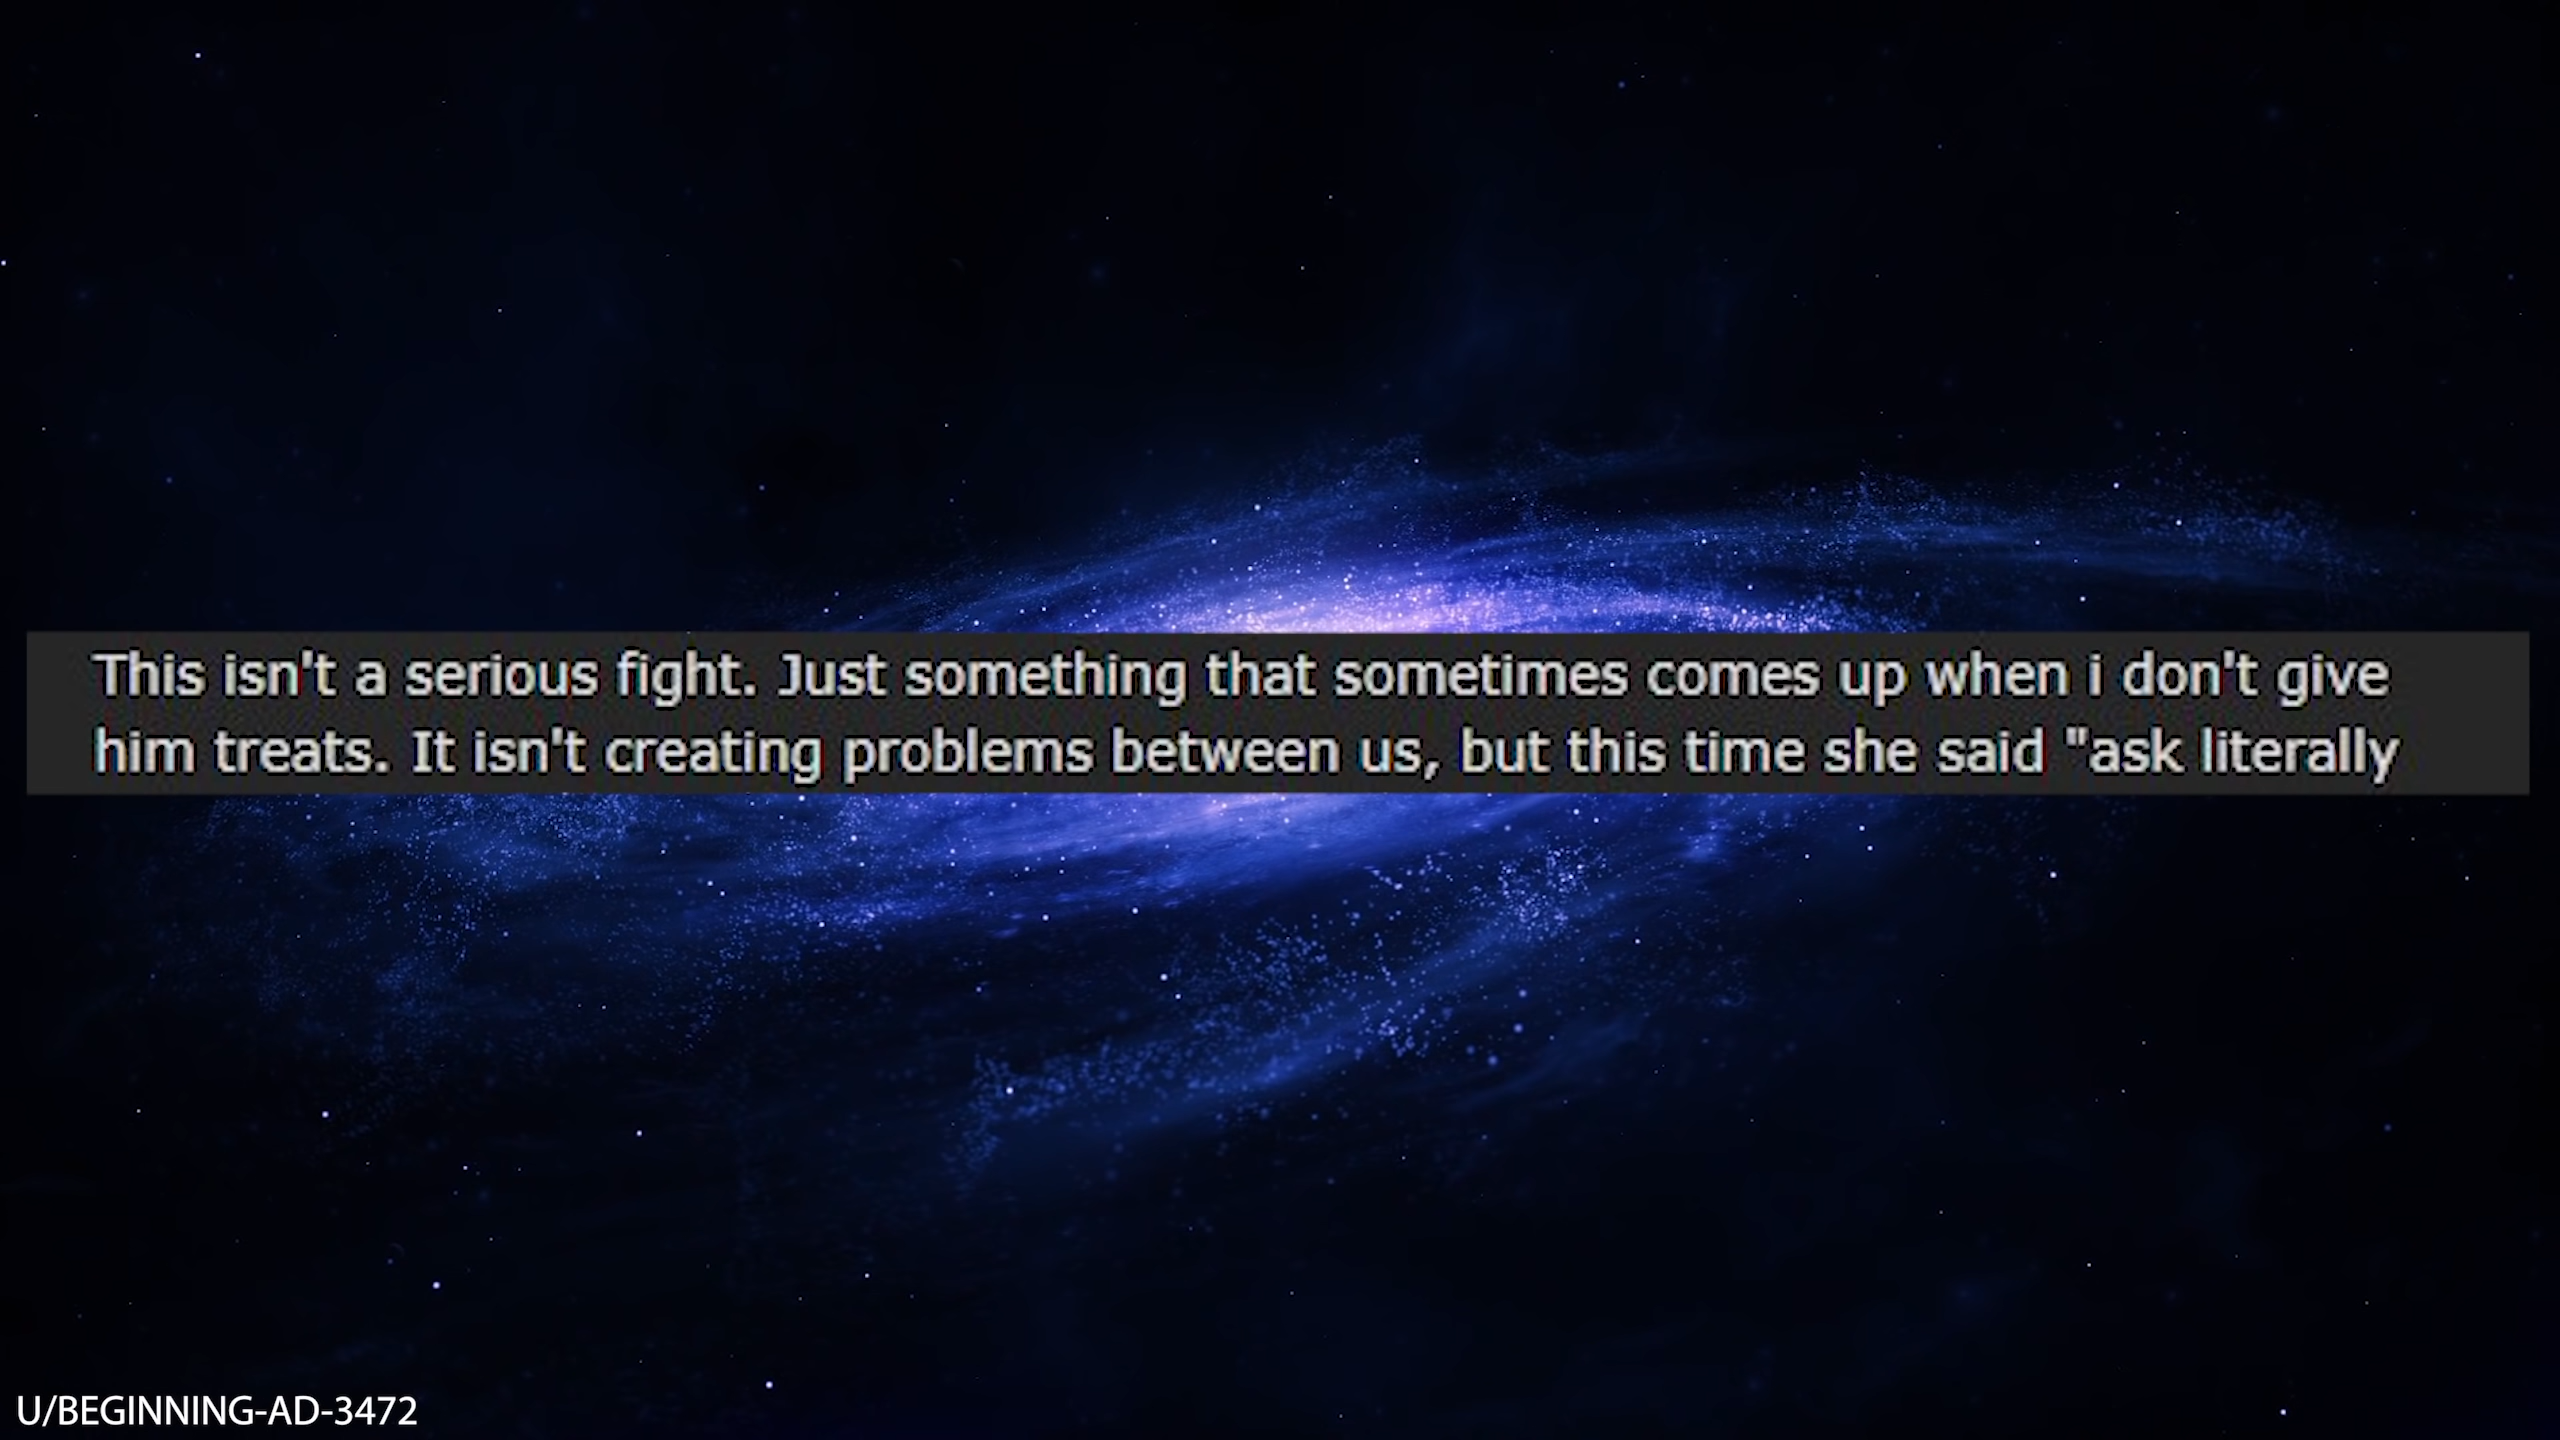 This isn't a serious fight. Just something that sometimes comes up when i don't give
him treats. It isn't creating problems between us, but this time she said "ask literally
U/BEGINNING-AD-3472